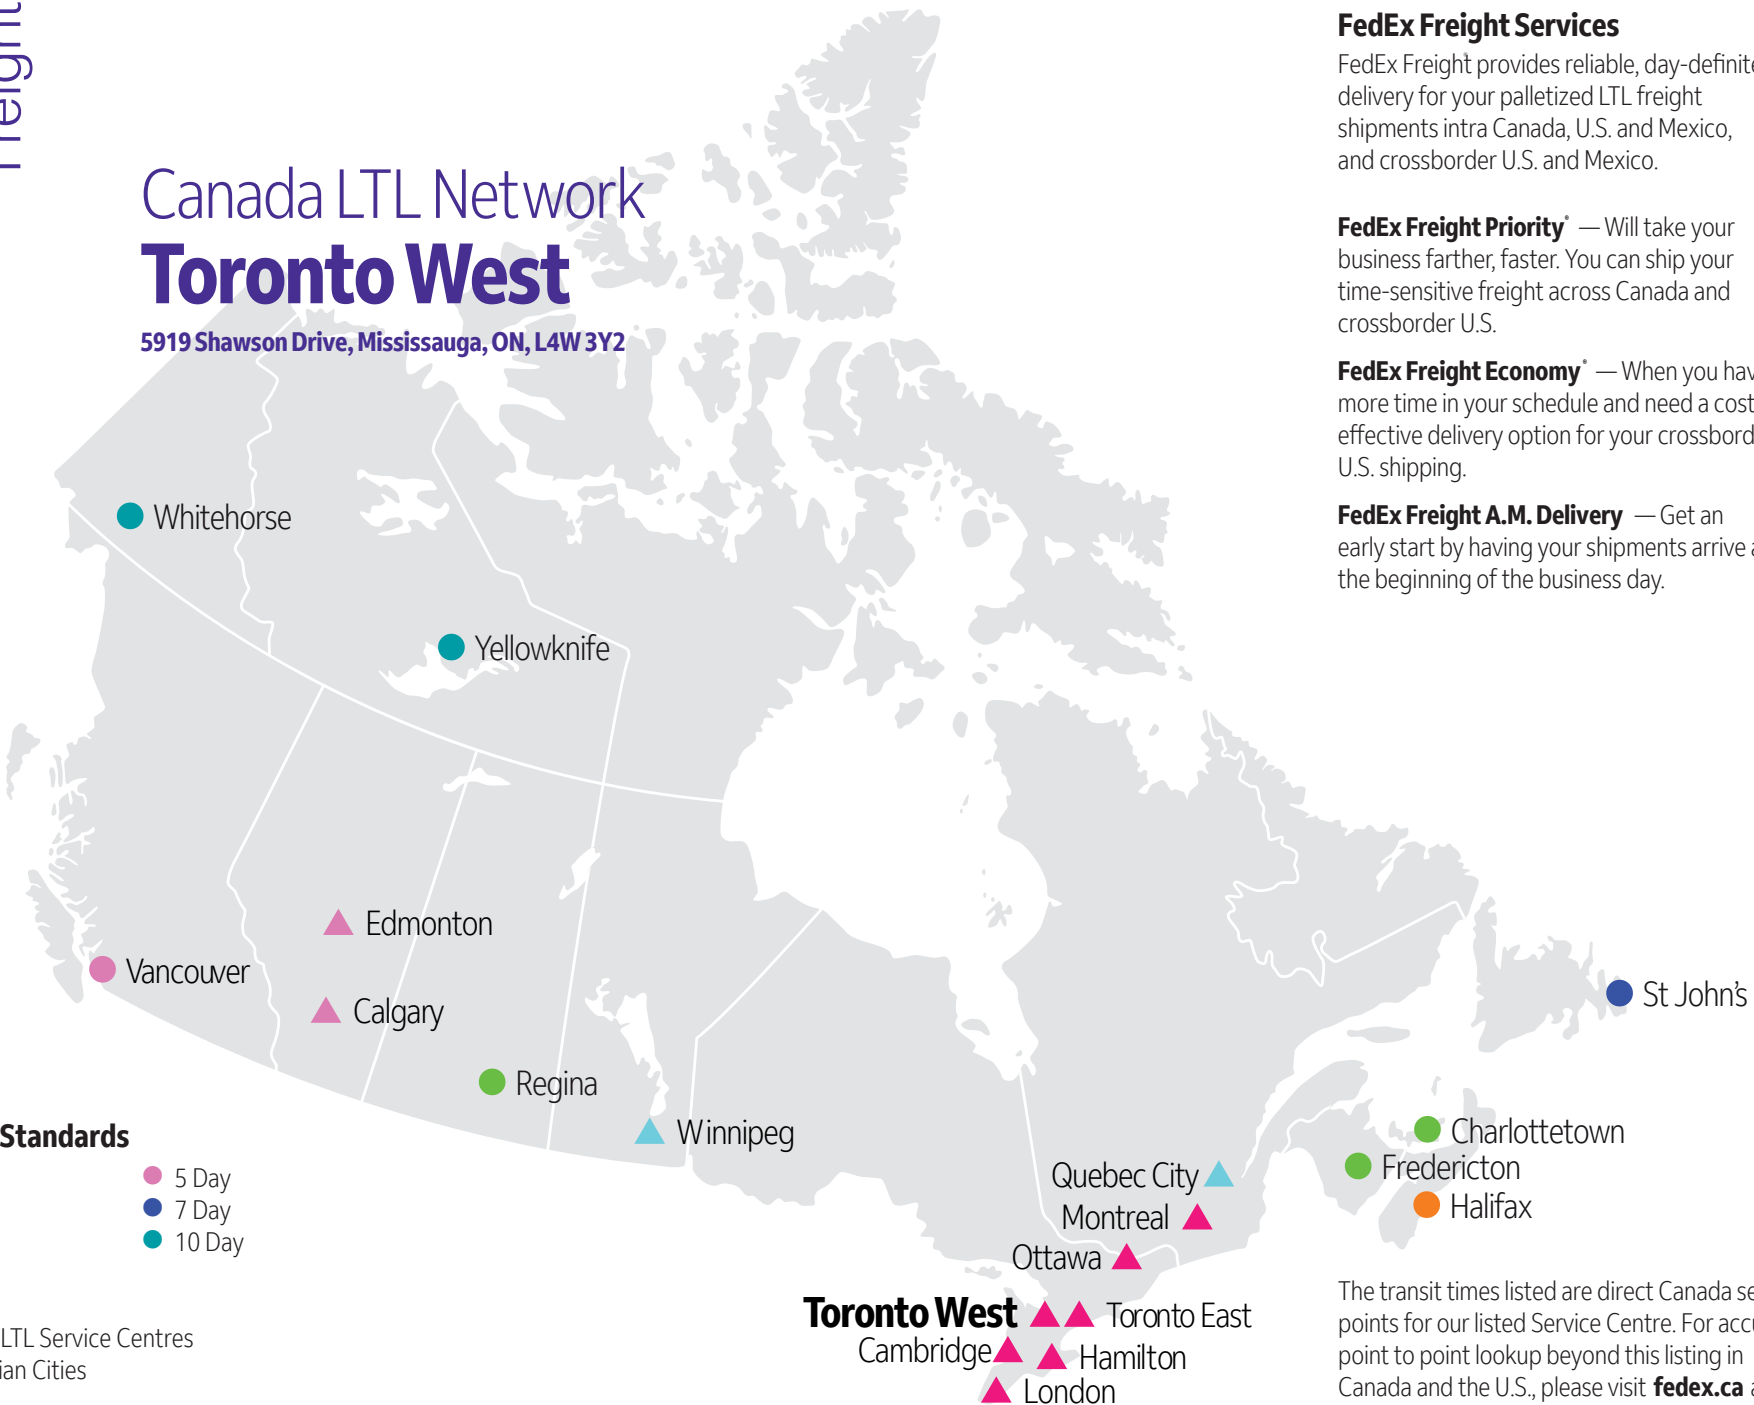 Freight
Canada LTL Network
Toronto West
5919 Shawson Drive, Mississauga, ON, L4W 3Y2
FedEx Freight Services
FedEx Freight® provides reliable, day-definite
delivery for your palletized LTL freight
shipments intra Canada, U.S. and Mexico,
and crossborder U.S. and Mexico.
FedEx Freight Priority® — Will take your
business farther, faster. You can ship your
time-sensitive freight across Canada and
crossborder U.S.
FedEx Freight Economy® — When you
more time in your schedule and need a cost
effective delivery option for your
U.S. shipping.
FedEx Freight A.M. Delivery — Get an
early start by having your shipments arrive
the beginning of the business day.
Whitehorse
Yellowknife
Edmonton
Vancouver
Calgary
Regina
Winnipeg
St John's
Charlottetown
Fredericton
Halifax
Quebec City
Montreal
Ottawa
Toronto West
Toronto East
Cambridge
Hamilton
London
Standards
5 Day
7 Day
10 Day
LTL Service Centres
Cities
The transit times listed are direct Canada
points for our listed Service Centre. For
point to point lookup beyond this listing in
Canada and the U.S., please visit fedex.ca